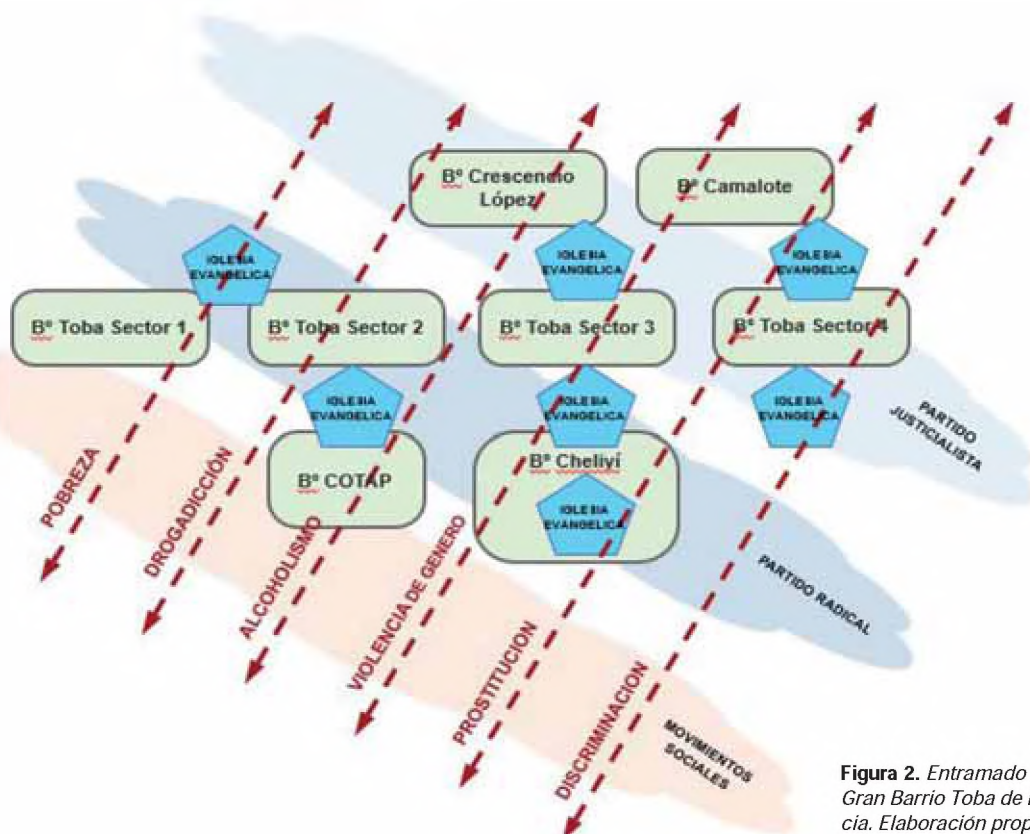 Bº Crescencio
López
Bº Camalote
IGLESIA
EVANGELICA
IGLESIA
EVANGELICA
IGLESIA
EVANGELICA
Bº Toba Sector 1
Bº Toba Sector 2
Bº Toba Sector 3
Bº Toba Sector 4
IGLESIA
EVANGELICA
IGLESIA
EVANGELICA
IGLESIA
EVANGELICA
PARTIDO
JUSTICIALISTA
Bº COTAP
Bº Cheliyí
IGLESIA
EVANGELICA
POBREZA
DROGADICCIÓN
ALCOHOLISMO
VIOLENCIA DE GENERO
PROSTITUCION
DISCRIMINACION
PARTIDO RADICAL
MOVIMIENTOS
SOCIALES
Figura 2. Entramado
Gran Barrio Toba de
cia. Elaboración prop